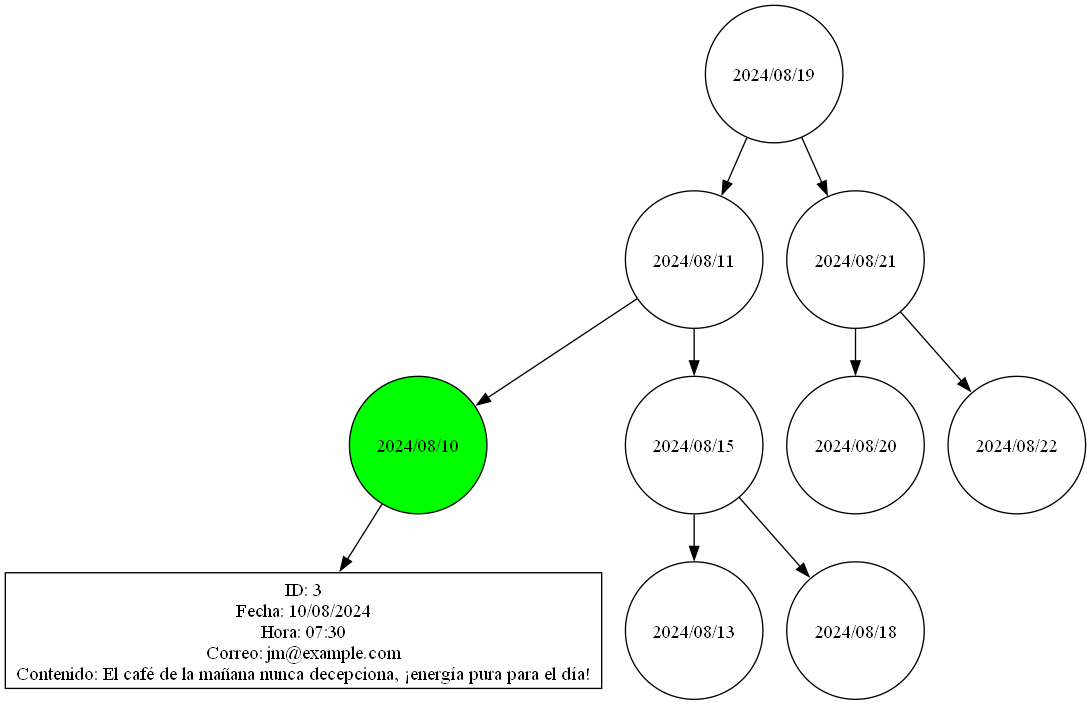 2024/08/19
2024/08/11
2024/08/21
2024/08/10
2024/08/15
2024/08/20
2024/08/22
ID: 3
Fecha: 10/08/2024
Hora: 07:30
Correo: jm@example.com
Contenido: El café de la mañana nunca decepciona, ¡energía pura para el día!
2024/08/13
2024/08/18